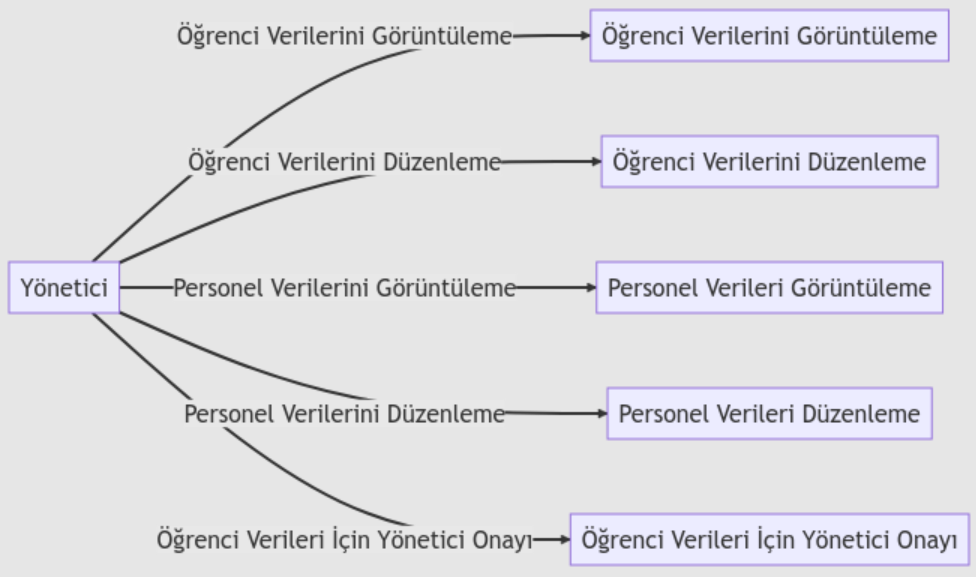 Öğrenci Verilerini Görüntüleme
Öğrenci Verilerini Görüntüleme
Öğrenci Verilerini Düzenleme
Öğrenci Verilerini Düzenleme
Yönetici
Personel Verilerini Görüntüleme
Personel Verileri Görüntüleme
Personel Verilerini Düzenleme
Personel Verileri Düzenleme
Öğrenci Verileri İçin Yönetici Onayı
Öğrenci Verileri İçin Yönetici Onayı